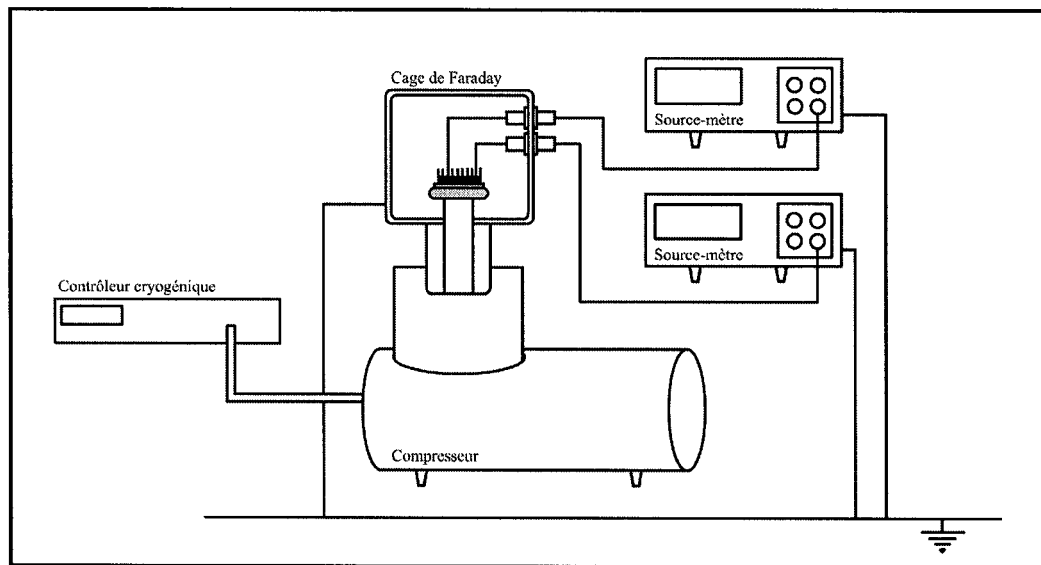 Cage de Faraday
Source-mètre
Source-mètre
Contrôleur cryogénique
Compresseur